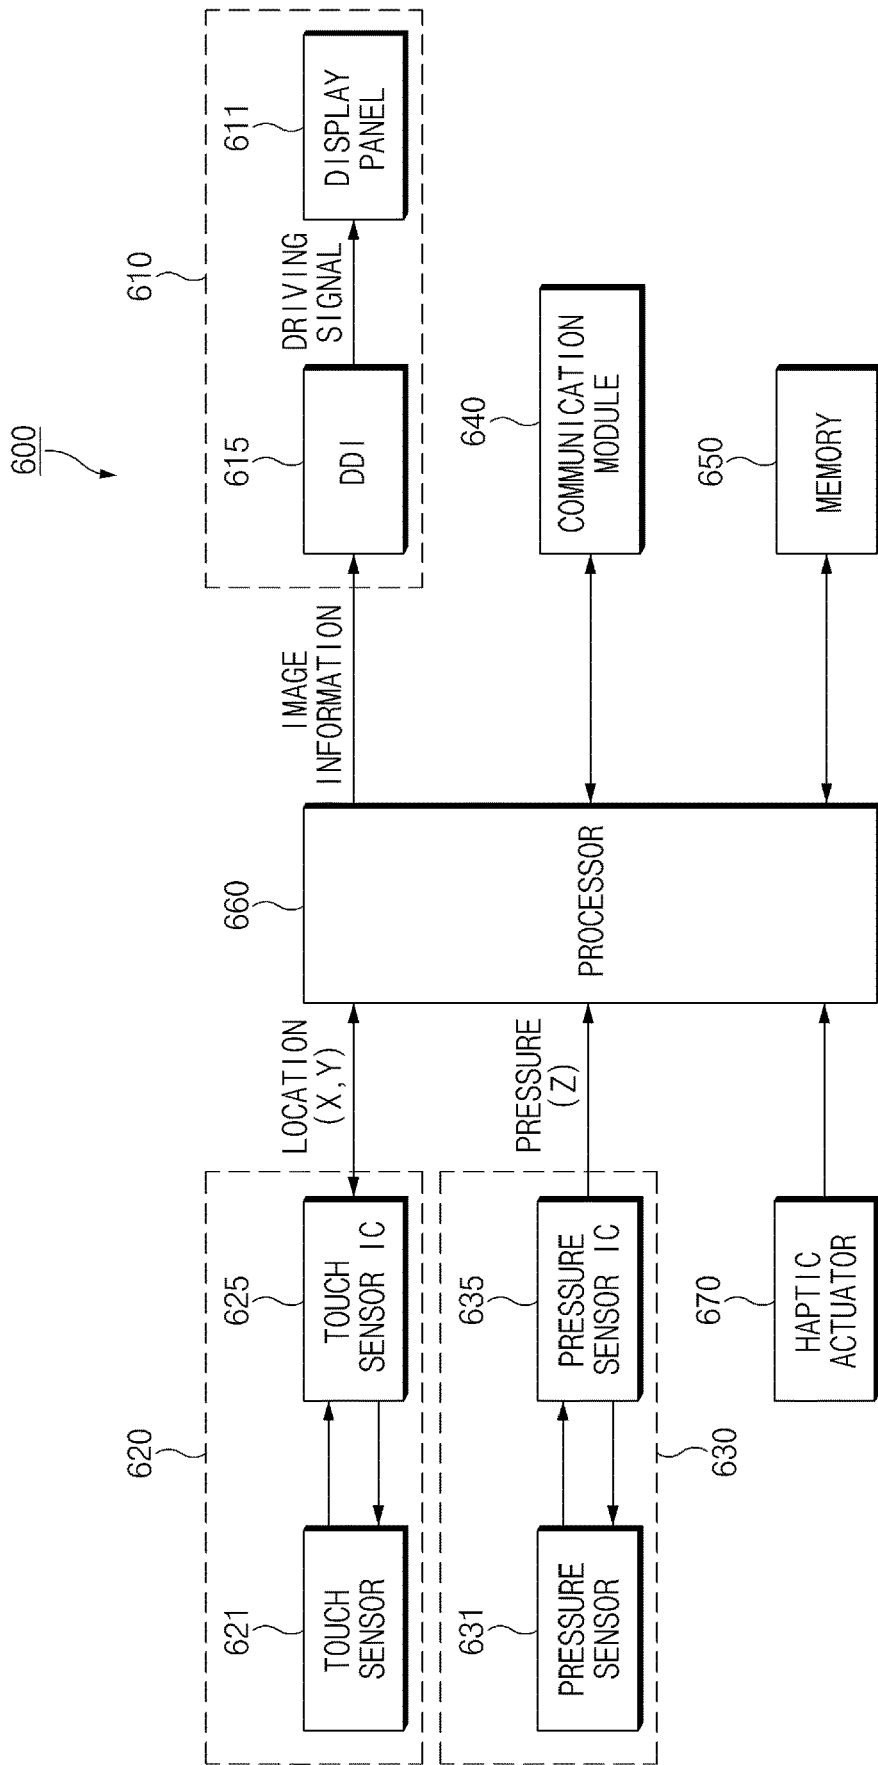 600
620
621
TOUCH
SENSOR
625
TOUCH
SENSOR IC
LOCATION
(X,Y)
630
631
PRESSURE
SENSOR
635
PRESSURE
SENSOR IC
PRESSURE
(Z)
670
HAPTIC
ACTUATOR
660
PROCESSOR
IMAGE
INFORMATION
610
615
DDI
DRIVING
SIGNAL
611
DISPLAY
PANEL
640
COMMUNICATION
MODULE
650
MEMORY